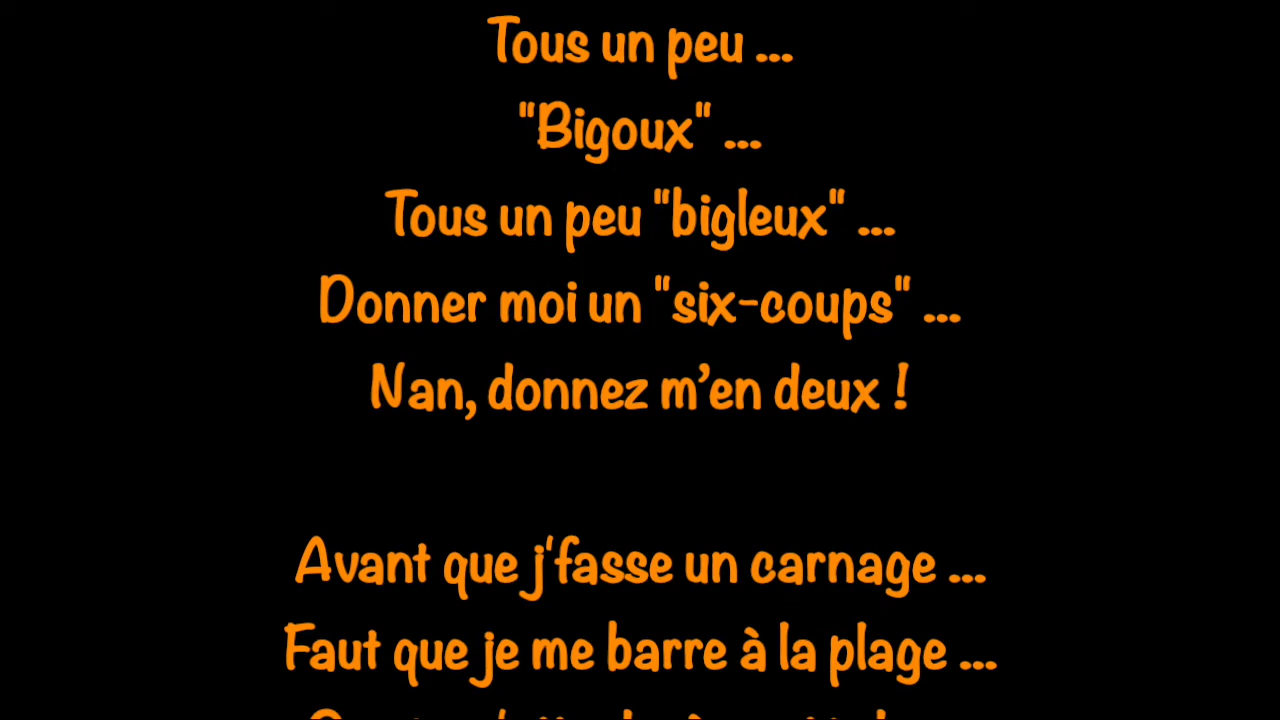 Tous un peu ...
"Bigoux" ...
Tous un peu "bigleux" ...
Donner moi un "six-coups" ...
Nan, donnez m’en deux !
Avant que j'fasse un carnage ...
Faut que je me barre à la plage ...